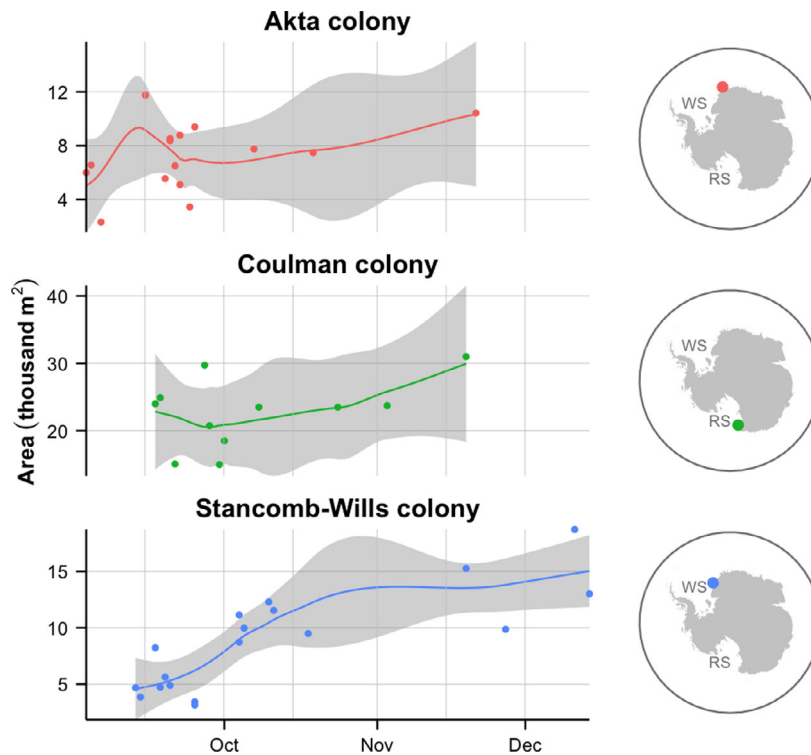 Akta colony
12
8
4
WS
RS
Coulman colony
40
30
20
WS
RS
Area (thousand m²)
Stancomb-Wills colony
15
10
5
WS
RS
Oct Nov Dec